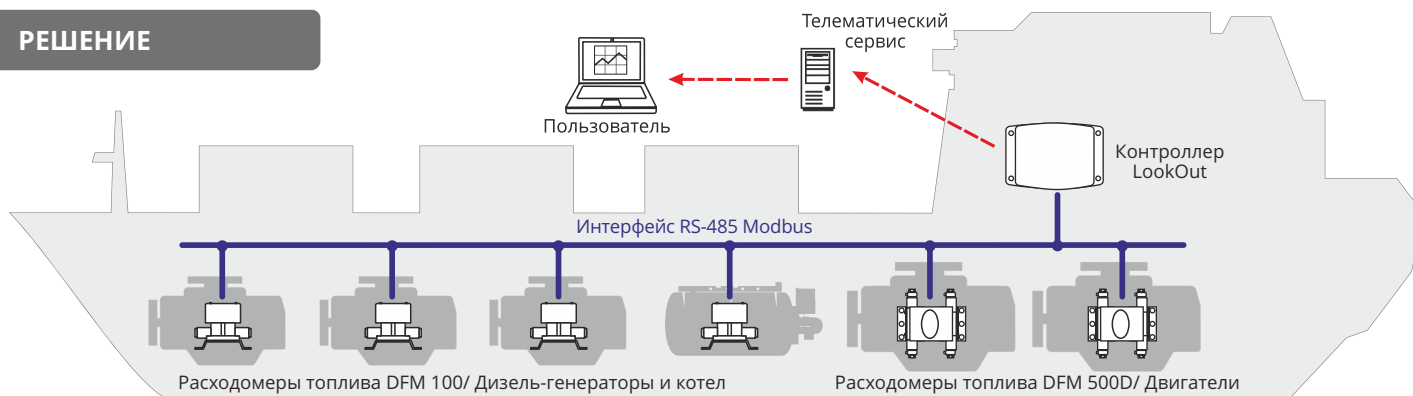 РЕШЕНИЕ
Телематический
сервис
Пользователь
Контроллер
LookOut
Интерфейс RS-485 Modbus
Расходомеры топлива DFM 100/ Дизель-генераторы и котел
Расходомеры топлива DFM 500D/ Двигатели